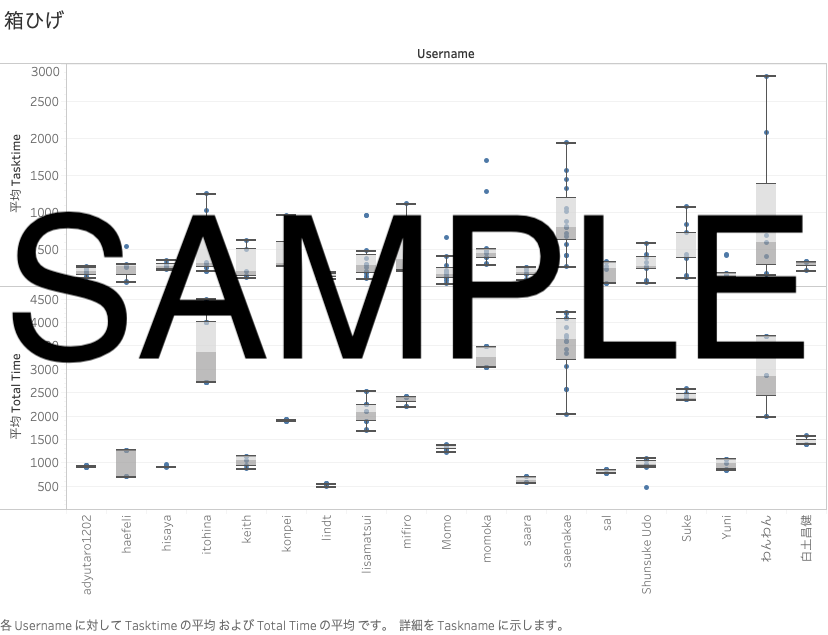 箱ひげ
Username
平均 Tasktime
3000
2500
2000
1500
1000
500
SAMPLE
平均 Total Time
4500
4000
3000
2500
2000
1500
1000
500
adyutaro1202
haefeli
hisaya
itohina
keith
konpei
lindt
lisamatsui
mifiro
Momo
momoka
saara
saenakae
sal
Shunsuke Udo
Suke
Yuni
わんわん
白土昌健
各 Username に対して Tasktime の平均 および Total Time の平均 です。 詳細を Taskname に示します。